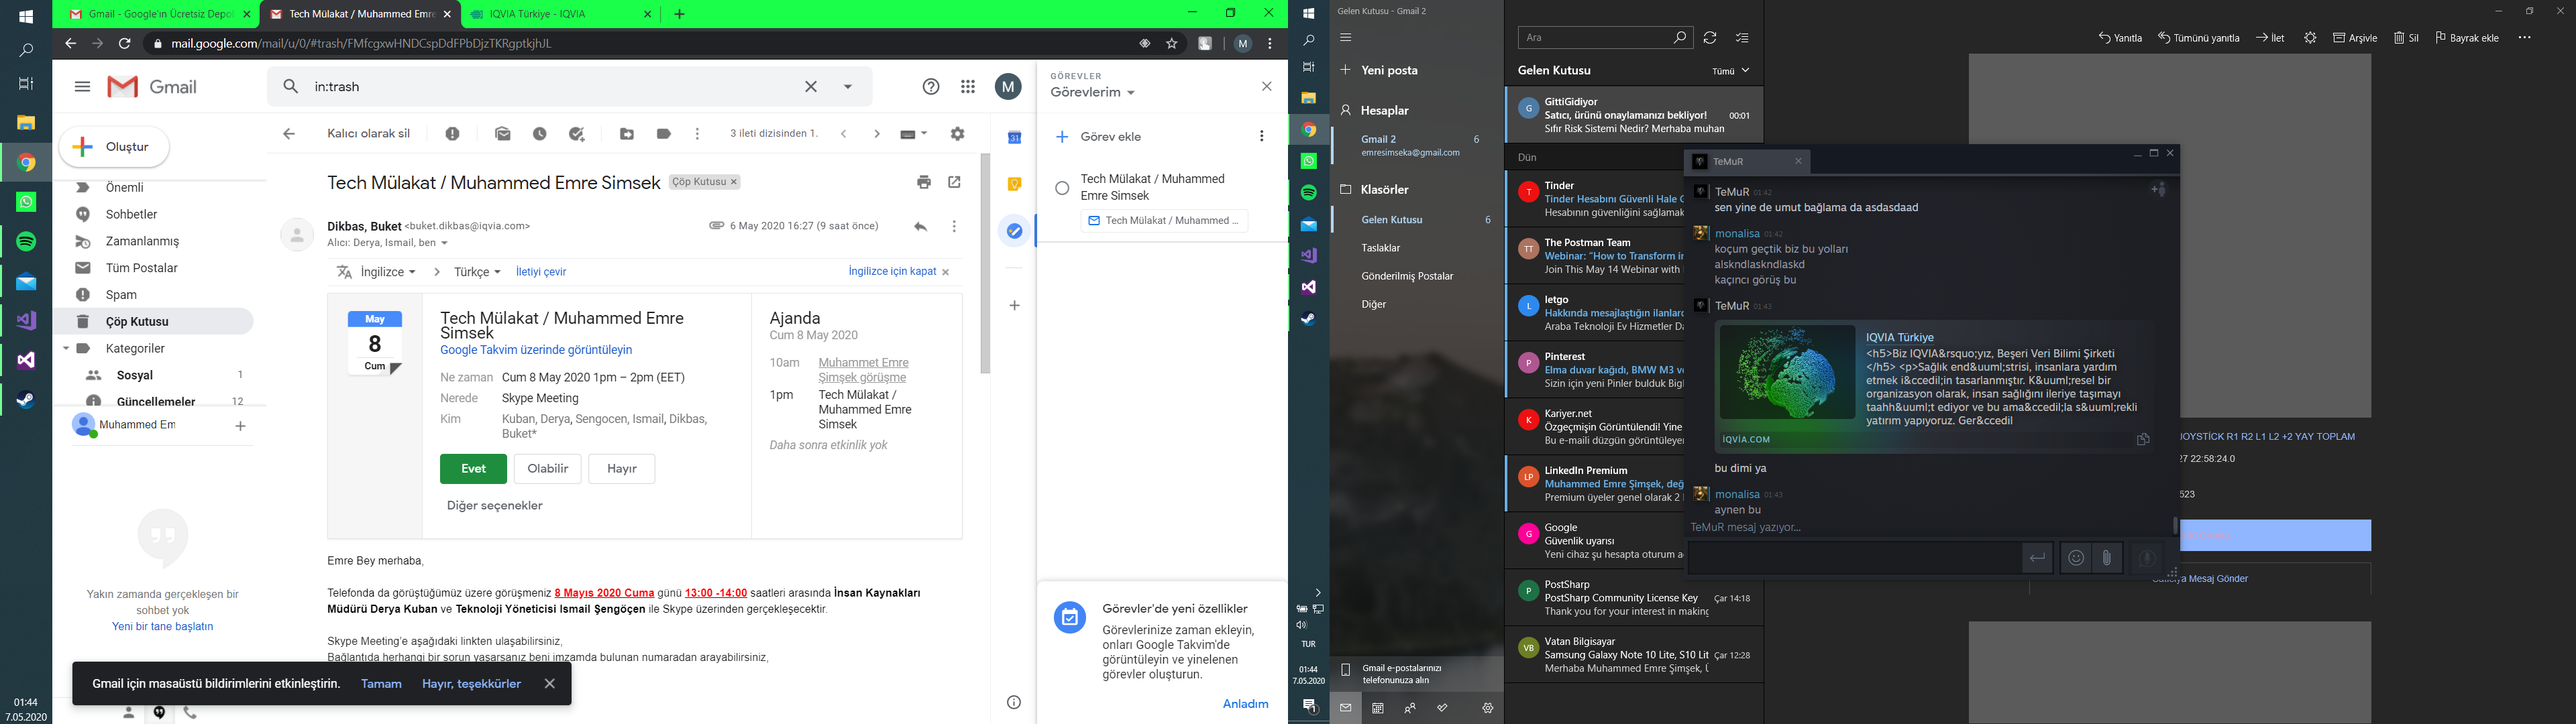 Gmail - Google'ın Ücretsiz Depol
Tech Mülakat / Muhammed Emre
IQVIA Türkiye - IQVIA
mail.google.com/mail/u/0/#trash/FMfcgxwHNDCspDdFPbDjzTKRgptkjhJL
M
Gmail
in:trash
M
Oluştur
Önemli
Sohbetler
Zamanlanmış
Tüm Postalar
Spam
Çöp Kutusu
Kategoriler
Sosyal 1
Güncellemeler 12
Muhammed Em
Yakın zamanda gerçekleşen bir
sohbet yok
Yeni bir tane başlatın
Kalıcı olarak sil
3 ileti dizisinden 1.
Tech Mülakat / Muhammed Emre Simsek
Çöp Kutusu
Dikbas, Buket <buket.dikbas@iqvia.com>
6 May 2020 16:27 (9 saat önce)
Alıcı: Derya, Ismail, ben
İngilizce
Türkçe
İletiyi çevir
İngilizce için kapat
May
8
Cum
Tech Mülakat / Muhammed Emre
Simsek
Google Takvim üzerinde görüntüleyin
Ne zaman Cum 8 May 2020 1pm – 2pm (EET)
Nerede Skype Meeting
Kim Kuban, Derya, Sengocen, Ismail, Dikbas,
Buket*
Evet
Olabilir
Hayır
Diğer seçenekler
Ajanda
Cum 8 May 2020
10am Muhammet Emre
Şimşek görüşme
1pm Tech Mülakat /
Muhammed Emre
Simsek
Daha sonra etkinlik yok
Emre Bey merhaba,
Telefonda da görüştüğümüz üzere görüşmeniz 8 Mayıs 2020 Cuma günü 13:00 -14:00 saatleri arasında İnsan Kaynakları
Müdürü Derya Kuban ve Teknoloji Yöneticisi Ismail Şengöçen ile Skype üzerinden gerçekleşecektir.
Skype Meeting'e aşağıdaki linkten ulaşabilirsiniz,
Bağlantıda herhangi bir sorun yaşarsanız beni imzamda bulunan numaradan arayabilirsiniz,
Gmail için masaüstü bildirimlerini etkinleştirin.
Tamam
Hayır, teşekkürler
01:44
7.05.2020
GÖREVLER
Görevlerim
Görev ekle
Tech Mülakat / Muhammed
Emre Simsek
Tech Mülakat / Muhammed ...
Görevler'de yeni özellikler
Görevlerinize zaman ekleyin,
onları Google Takvim'de
görüntüleyin ve yinelenen
görevler oluşturun.
Anladım
TUR
01:44
7.05.2020
1
Gelen Kutusu - Gmail 2
Yeni posta
Hesaplar
Gmail 2 6
emresimseka@gmail.com
Klasörler
Gelen Kutusu 6
Taslaklar
Gönderilmiş Postalar
Diğer
Gmail e-postalarınızı
telefonunuza alın
Ara
Gelen Kutusu
Tümü
G
GittiGidiyor
Satıcı, ürünü onaylamanızı bekliyor! 00:01
Sıfır Risk Sistemi Nedir? Merhaba muhan
Dün
T
Tinder
Tinder Hesabını Güvenli Hale G
Hesabının güvenliğini sağlamak
TT
The Postman Team
Webinar: "How to Transform in
Join This May 14 Webinar with
L
letgo
Hakkında mesajlaştığın ilanlard
Araba Teknoloji Ev Hizmetler Da
P
Pinterest
Elma duvar kağıdı, BMW M3 ve
Sizin için yeni Pinler bulduk Bigl
K
Kariyer.net
Özgeçmişin Görüntülendi! Yine
Bu e-maili düzgün görüntüleyen
LP
LinkedIn Premium
Muhammed Emre Şimşek, değ
Premium üyeler genel olarak 2
G
Google
Güvenlik uyarısı
Yeni cihaz şu hesapta oturum a
P
PostSharp
PostSharp Community License Key Çar 14:18
Thank you for your interest in making
VB
Vatan Bilgisayar
Samsung Galaxy Note 10 Lite, S10 Lit Çar 12:28
Merhaba Muhammed Emre Şimşek, Ü
Yanıtla
Tümünü yanıtla
İlet
Arşivle
Sil
Bayrak ekle
TeMuR
TeMuR 01:42
sen yine de umut bağlama da asdasdaad
monalisa 01:42
koçum geçtik biz bu yolları
alskndlaskndlaskd
kaçıncı görüş bu
TeMuR 01:43
IQVIA Türkiye
<h5>Biz IQVIA&rsquo;yız, Beşeri Veri Bilimi Şirketi
</h5> <p>Sağlık end&uuml;strisi, insanlara yardım
etmek i&ccedil;in tasarlanmıştır. K&uuml;resel bir
organizasyon olarak, insan sağlığını ileriye taşımayı
taahh&uuml;t ediyor ve bu ama&ccedil;la s&uuml;rekli
yatırım yapıyoruz. Ger&ccedil
IQVIA.COM
bu dimi ya
monalisa 01:43
aynen bu
TeMuR mesaj yazıyor...
JOYSTİCK R1 R2 L1 L2 +2 YAY TOPLAM
27 22:58:24.0
523
Mesaj Gönder